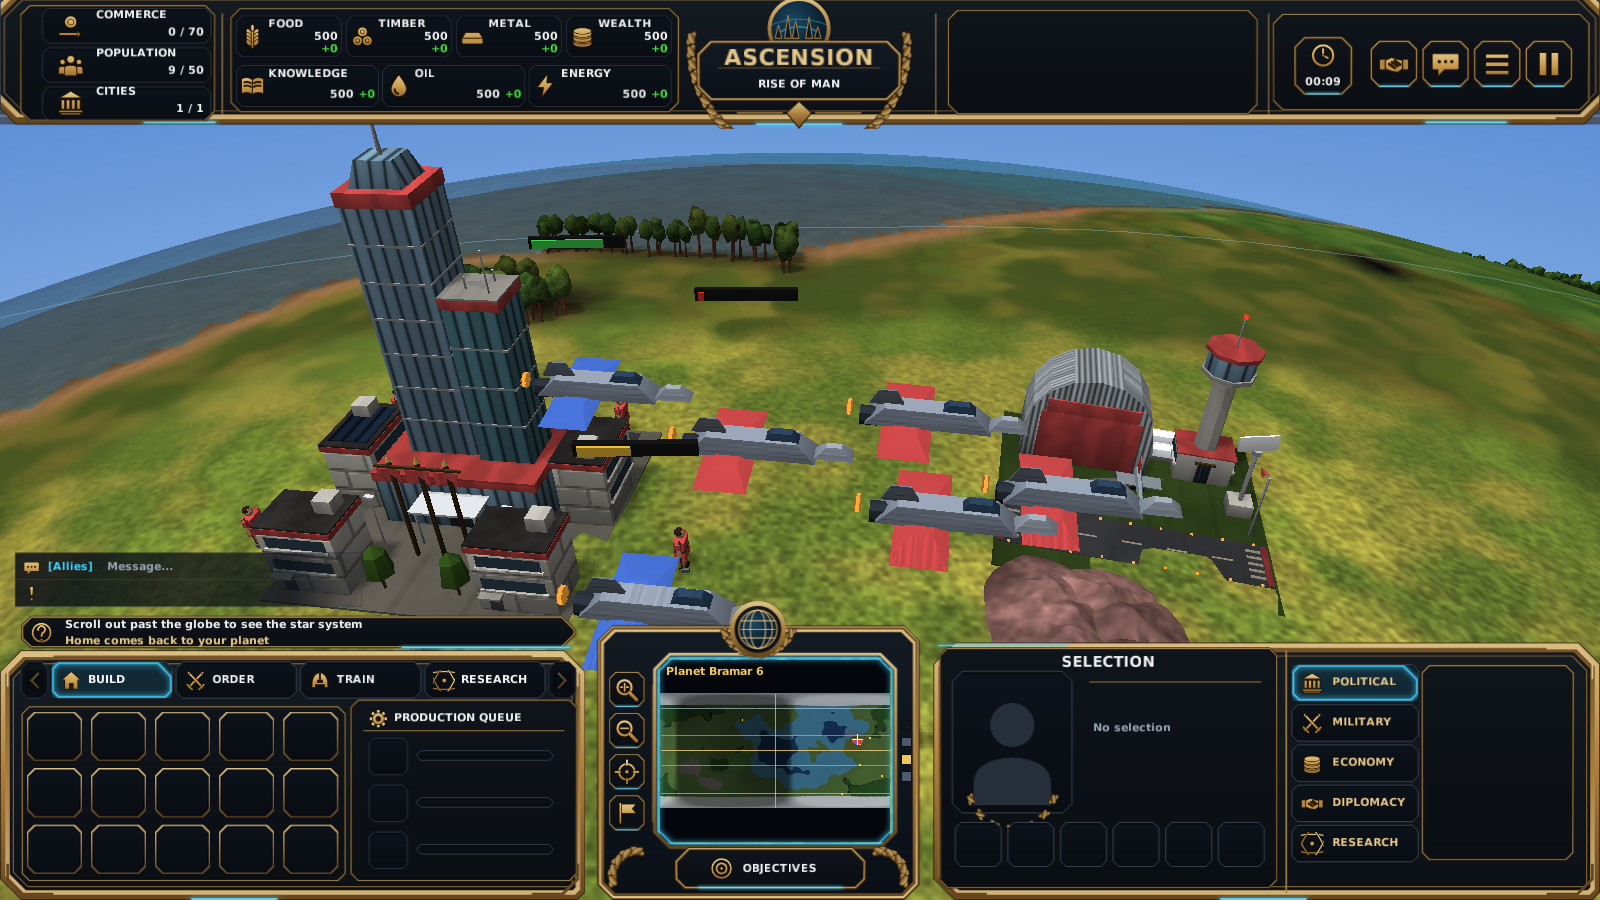 COMMERCE
0 / 70
POPULATION
9 / 50
CITIES
1 / 1
FOOD
500
+0
TIMBER
500
+0
METAL
500
+0
WEALTH
500
+0
KNOWLEDGE
500 +0
OIL
500 +0
ENERGY
500 +0
ASCENSION
RISE OF MAN
00:09
[Allies] Message...
!
Scroll out past the globe to see the star system
Home comes back to your planet
BUILD
ORDER
TRAIN
RESEARCH
PRODUCTION QUEUE
Planet Bramar 6
OBJECTIVES
SELECTION
No selection
POLITICAL
MILITARY
ECONOMY
DIPLOMACY
RESEARCH